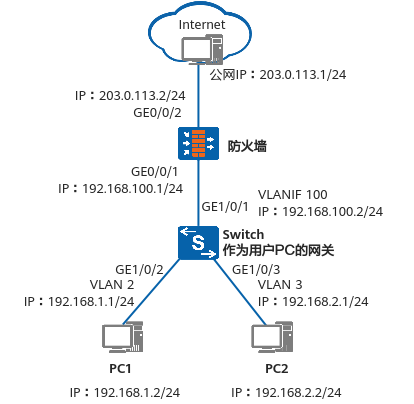 Internet
公网IP：203.0.113.1/24
IP：203.0.113.2/24
GE0/0/2
防火墙
GE0/0/1
IP：192.168.100.1/24
VLANIF 100
GE1/0/1
IP：192.168.100.2/24
S
Switch
作为用户PC的网关
GE1/0/2
GE1/0/3
VLAN 2
VLAN 3
IP：192.168.1.1/24
IP：192.168.2.1/24
PC1
PC2
IP：192.168.1.2/24
IP：192.168.2.2/24